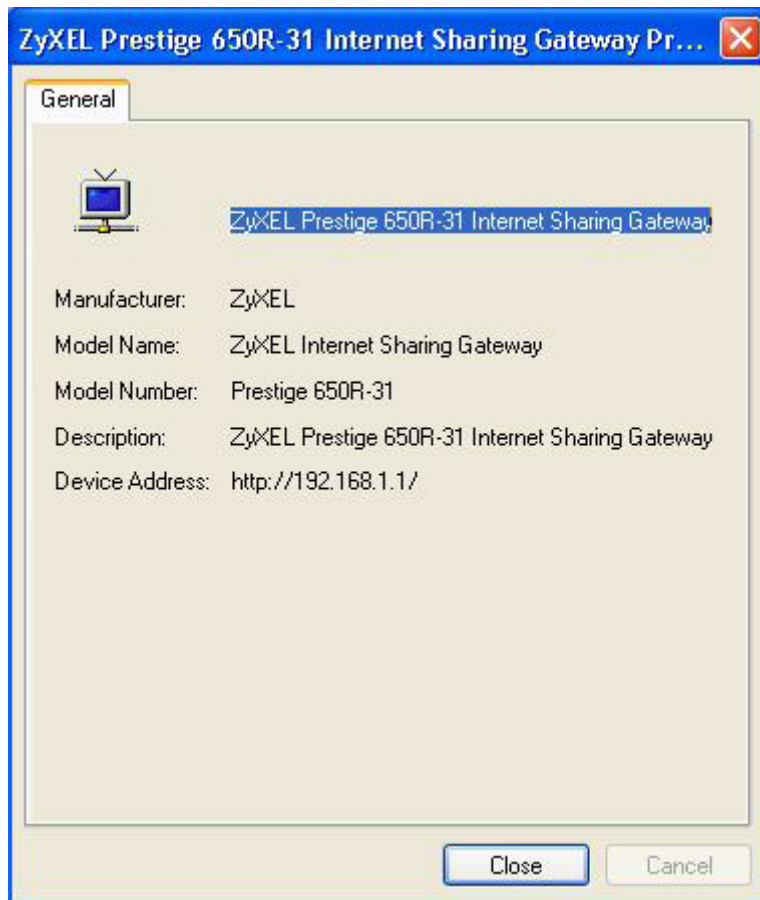 ZyXEL Prestige 650R-31 Internet Sharing Gateway Pr...
General
ZyXEL Prestige 650R-31 Internet Sharing Gateway
Manufacturer: ZyXEL
Model Name: ZyXEL Internet Sharing Gateway
Model Number: Prestige 650R-31
Description: ZyXEL Prestige 650R-31 Internet Sharing Gateway
Device Address: http://192.168.1.1/
Close Cancel